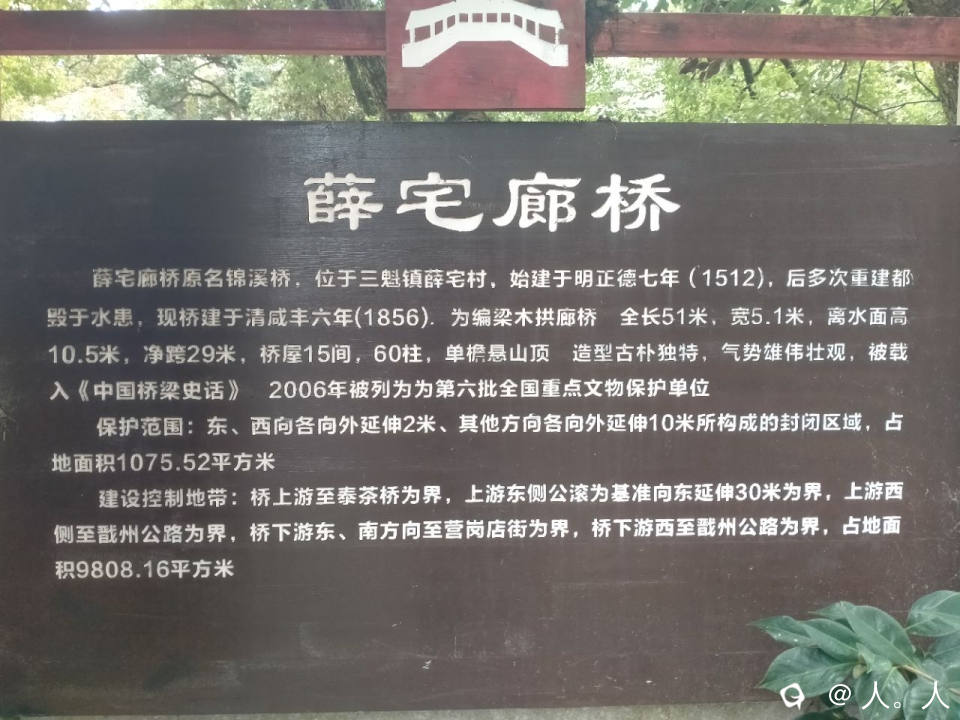 薛宅廊桥
薛宅廊桥原名锦溪桥，位于三魁镇薛宅村，始建于明正德七年（1512），后多次重建都
毁于水患，现桥建于清咸丰六年(1856). 为编梁木拱廊桥 全长51米，宽5.1米，离水面高
10.5米，净跨29米，桥屋15间，60柱，单檐悬山顶 造型古朴独特，气势雄伟壮观，被载
入《中国桥梁史话》 2006年被列为为第六批全国重点文物保护单位
保护范围：东、西向各向外延伸2米、其他方向各向外延伸10米所构成的封闭区域，占
地面积1075.52平方米
建设控制地带：桥上游至泰茶桥为界，上游东侧公滚为基准向东延伸30米为界，上游西
侧至戬州公路为界，桥下游东、南方向至营岗店街为界，桥下游西至戬州公路为界，占地面
积9808.16平方米
@人。人